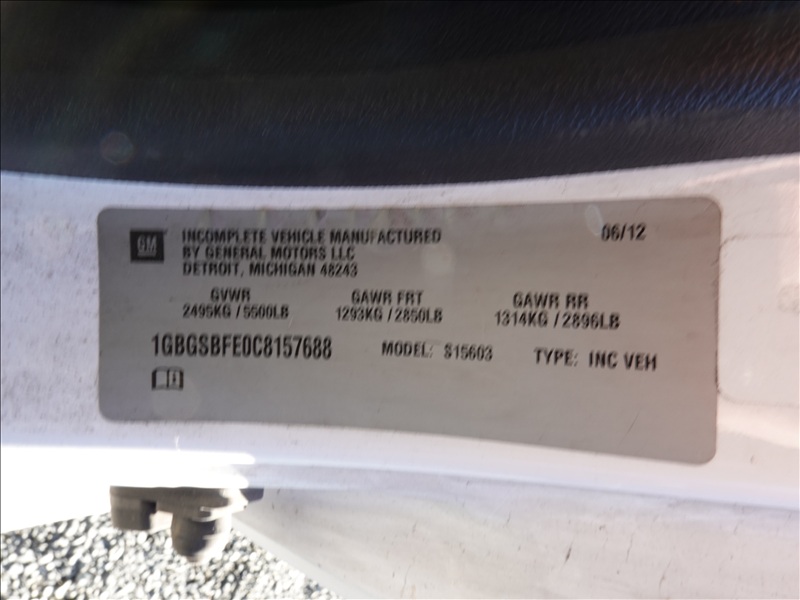 GM
INCOMPLETE VEHICLE MANUFACTURED
BY GENERAL MOTORS LLC
DETROIT, MICHIGAN 48243
06/12
GVWR GAWR FRT GAWR RR
2495KG / 5500LB 1293KG / 2850LB 1314KG / 2896LB
1GBGSBFE0C8157688 MODEL: S15603 TYPE: INC VEH